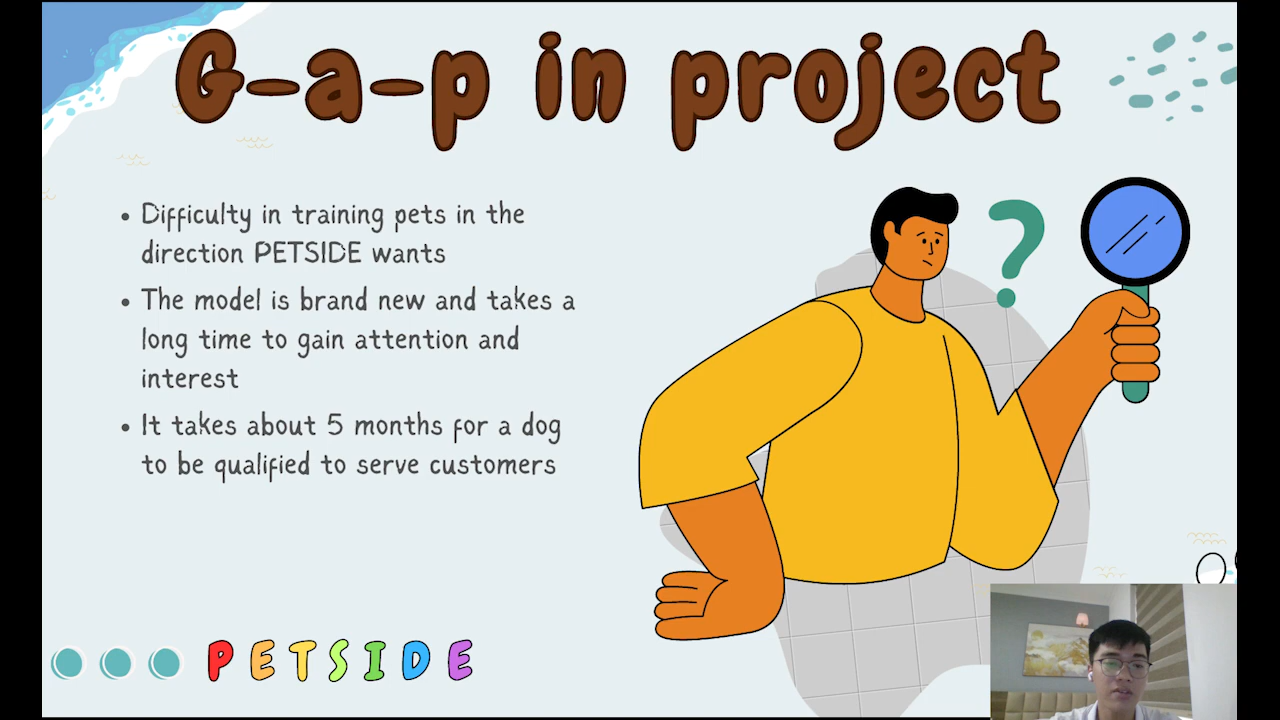 G-a-p in project
• Difficulty in training pets in the
direction PETSIDE wants
• The model is brand new and takes a
long time to gain attention and
interest
• It takes about 5 months for a dog
to be qualified to serve customers
?
PETSIDE